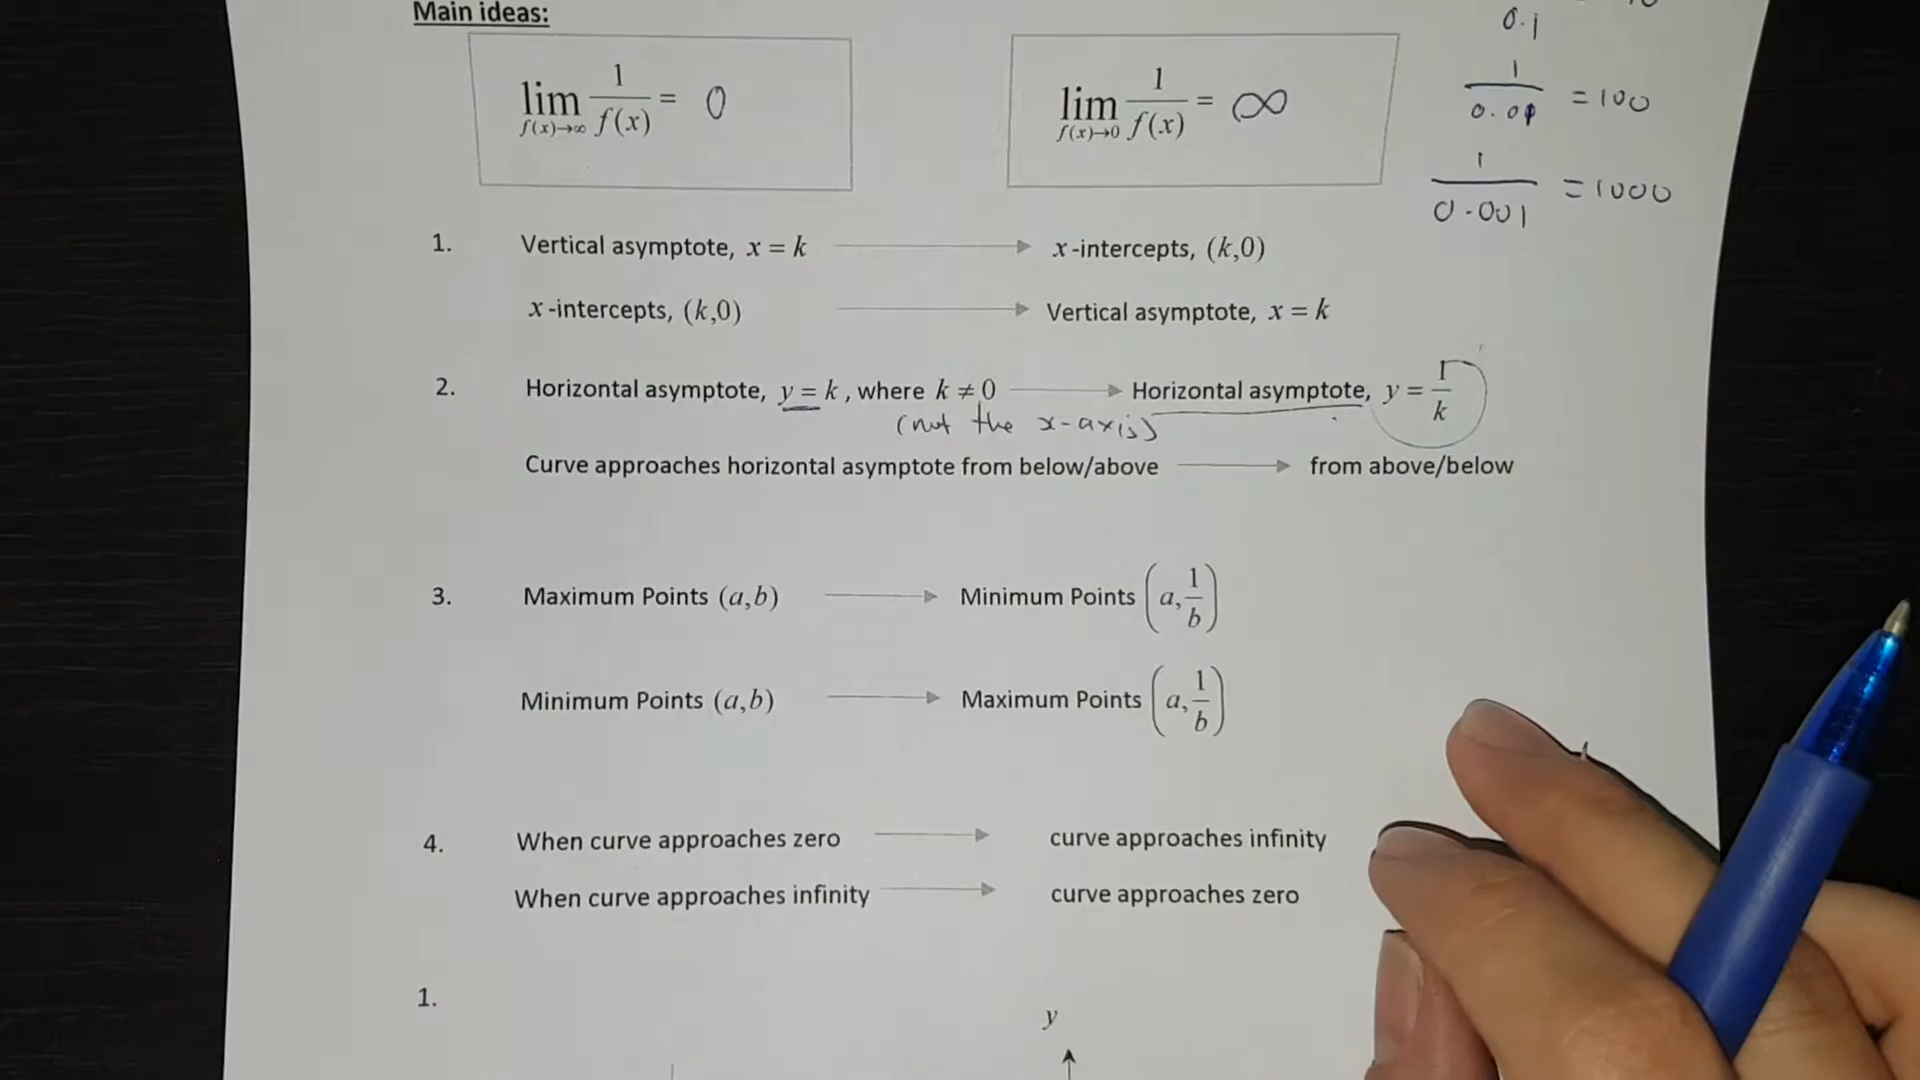 Main ideas:
lim f(x)→∞ 1/f(x) = 0
lim f(x)→0 1/f(x) = ∞
0.1
1/0.01 = 100
1/0.001 = 1000
1. Vertical asymptote, x = k → x-intercepts, (k,0)
x-intercepts, (k,0) → Vertical asymptote, x = k
2. Horizontal asymptote, y = k, where k ≠ 0 → Horizontal asymptote, y = 1/k
(not the x-axis)
Curve approaches horizontal asymptote from below/above → from above/below
3. Maximum Points (a,b) → Minimum Points (a, 1/b)
Minimum Points (a,b) → Maximum Points (a, 1/b)
4. When curve approaches zero → curve approaches infinity
When curve approaches infinity → curve approaches zero
1.
y